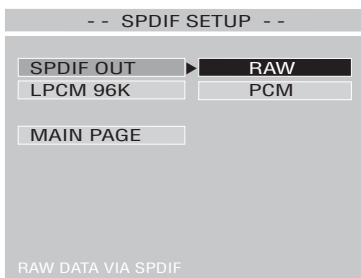 - - SPDIF SETUP - -
SPDIF OUT RAW
LPCM 96K PCM
MAIN PAGE
RAW DATA VIA SPDIF